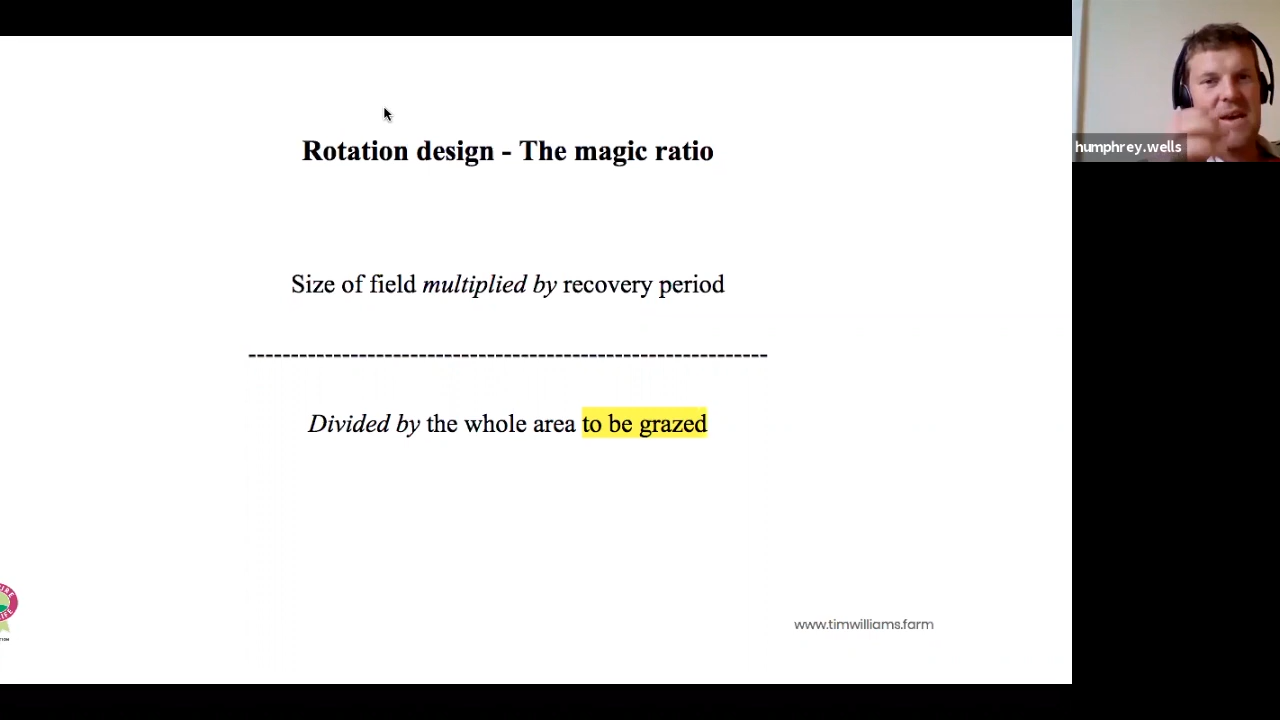 Rotation design - The magic ratio
humphrey.wells
Size of field multiplied by recovery period
--------------------------------------------------------------
Divided by the whole area to be grazed
www.timwilliams.farm